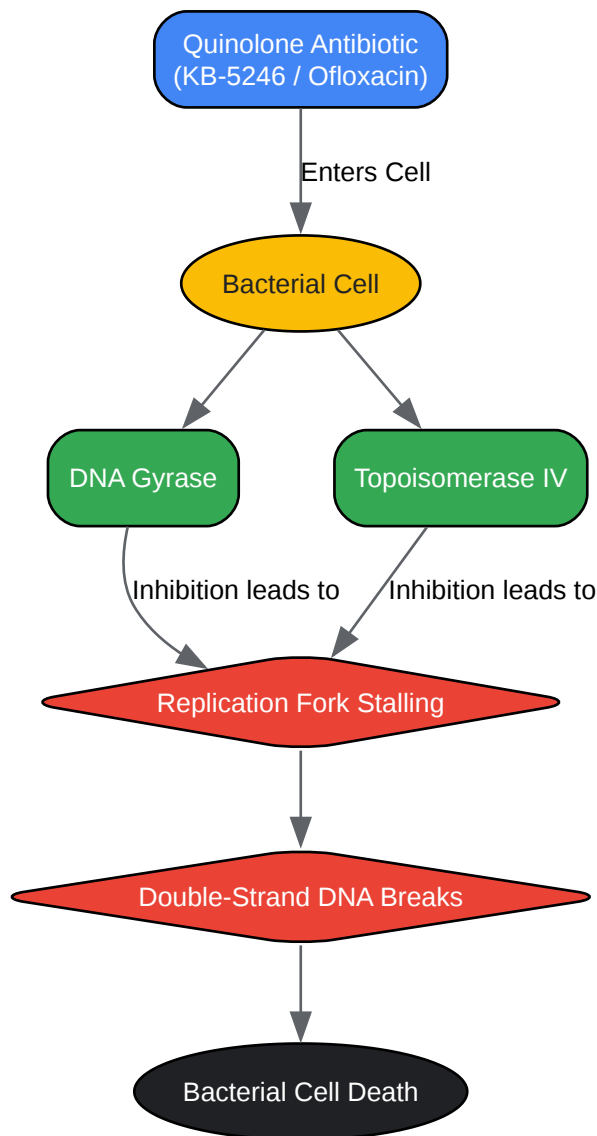 Quinolone Antibiotic
(KB-5246 / Ofloxacin)
Enters Cell
Bacterial Cell
DNA Gyrase
Topoisomerase IV
Inhibition leads to
Inhibition leads to
Replication Fork Stalling
Double-Strand DNA Breaks
Bacterial Cell Death